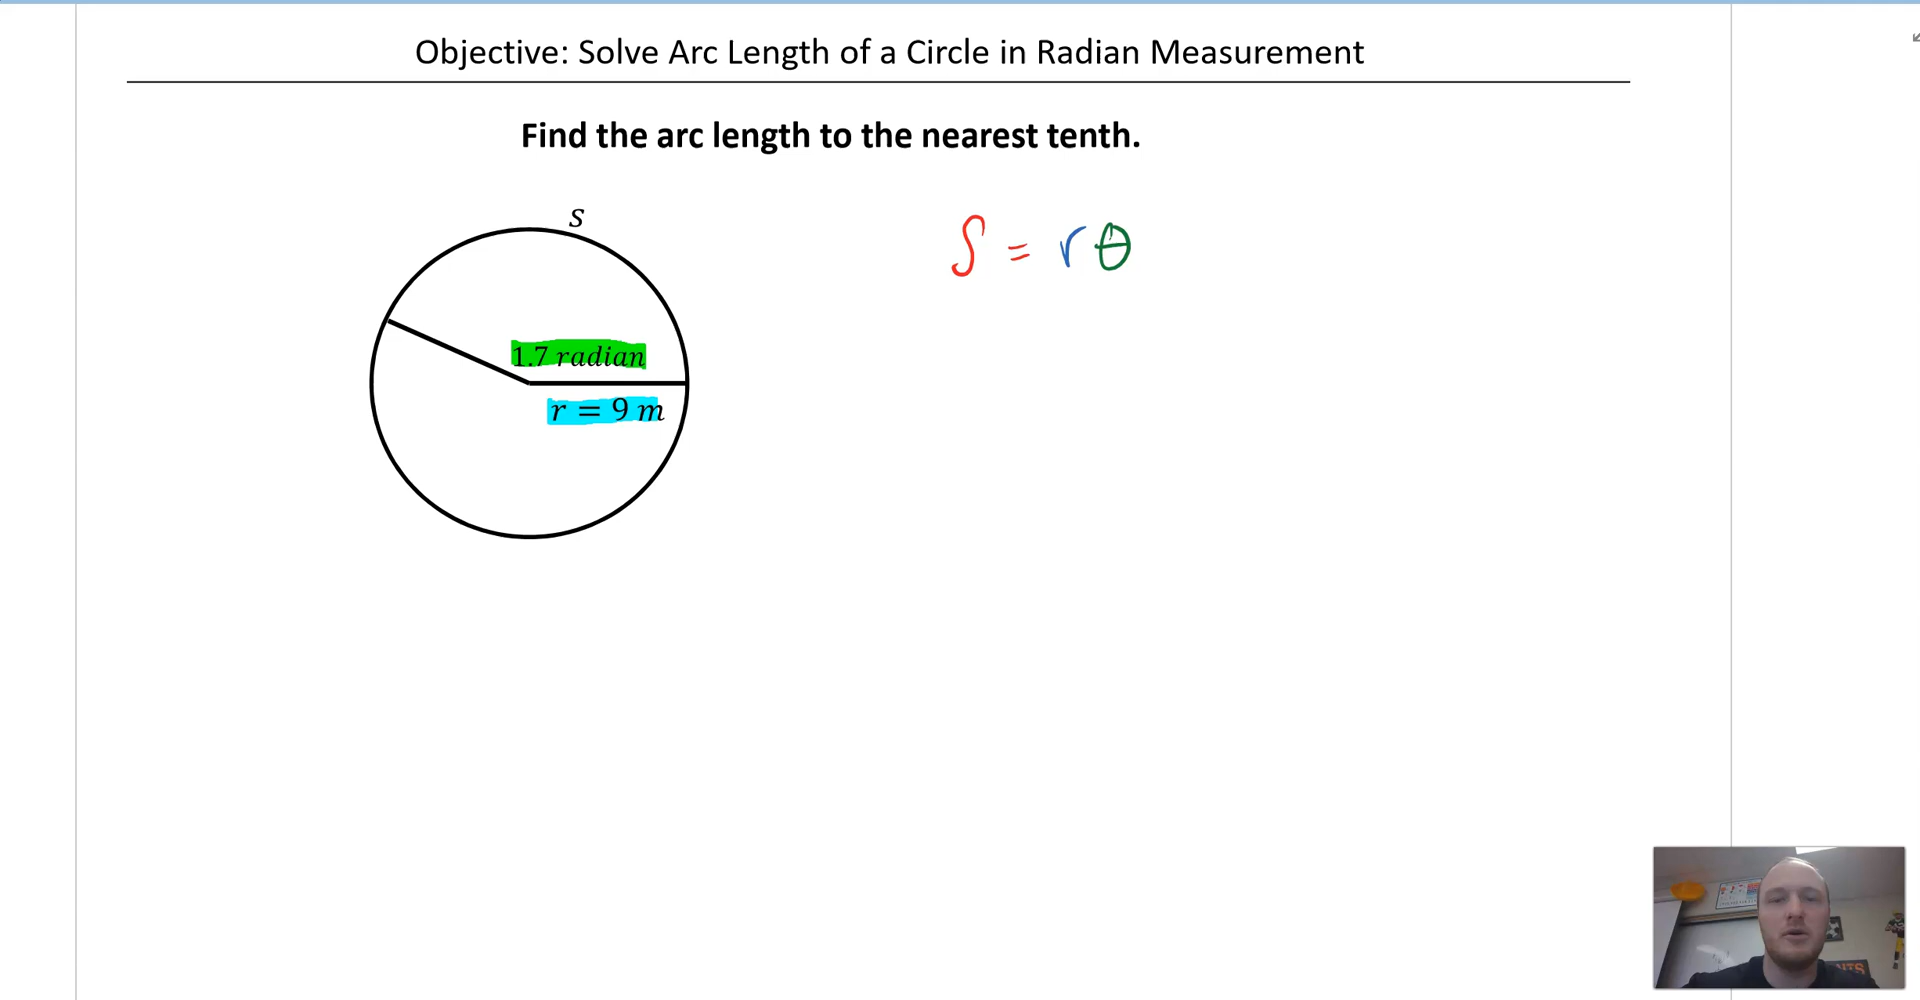 Objective: Solve Arc Length of a Circle in Radian Measurement
Find the arc length to the nearest tenth.
s
S = rθ
1.7 radian
r = 9 m